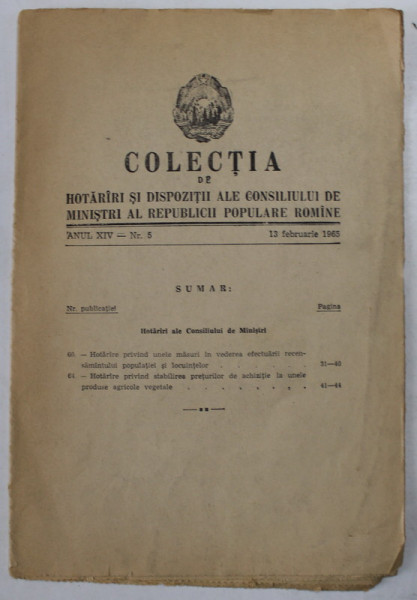 COLECȚIA
DE
HOTĂRÎRI ȘI DISPOZIȚII ALE CONSILIULUI DE
MINIȘTRI AL REPUBLICII POPULARE ROMÎNE
ANUL XIV — Nr. 5 13 februarie 1965
SUMAR:
Nr. publicației Pagina
Hotărîri ale Consiliului de Miniștri
60. — Hotărîre privind unele măsuri în vederea efectuării recen-
sămîntului populației și locuințelor . . . . . . 21—40
— Hotărîre privind stabilirea prețurilor de achiziție la unele
produse agricole vegetale . . . . . . . 41—44